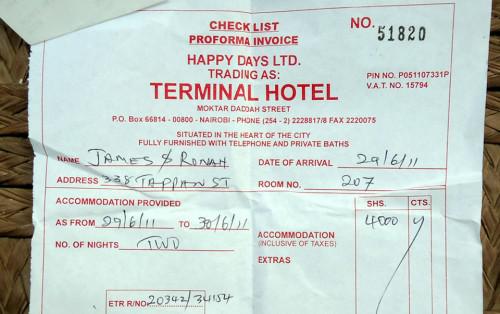 CHECK LIST
PROFORMA INVOICE
NO. 51820
HAPPY DAYS LTD.
TRADING AS:
PIN NO. P051107331P
TERMINAL HOTEL
V.A.T. NO. 15794
MOKTAR DADDAH STREET
P.O. Box 66814 - 00800 - NAIROBI - PHONE (254 - 2) 2228817/8 FAX 2220075
SITUATED IN THE HEART OF THE CITY
FULLY FURNISHED WITH TELEPHONE AND PRIVATE BATHS
NAME JAMES & RONAH DATE OF ARRIVAL 29/6/11
ADDRESS 338 TAPPAN ST ROOM NO. 207
ACCOMMODATION PROVIDED SHS. CTS.
AS FROM 29/6/11 TO 30/6/11 4000
ACCOMMODATION
(INCLUSIVE OF TAXES)
NO. OF NIGHTS TWO
EXTRAS
ETR R/NO 20342/34154